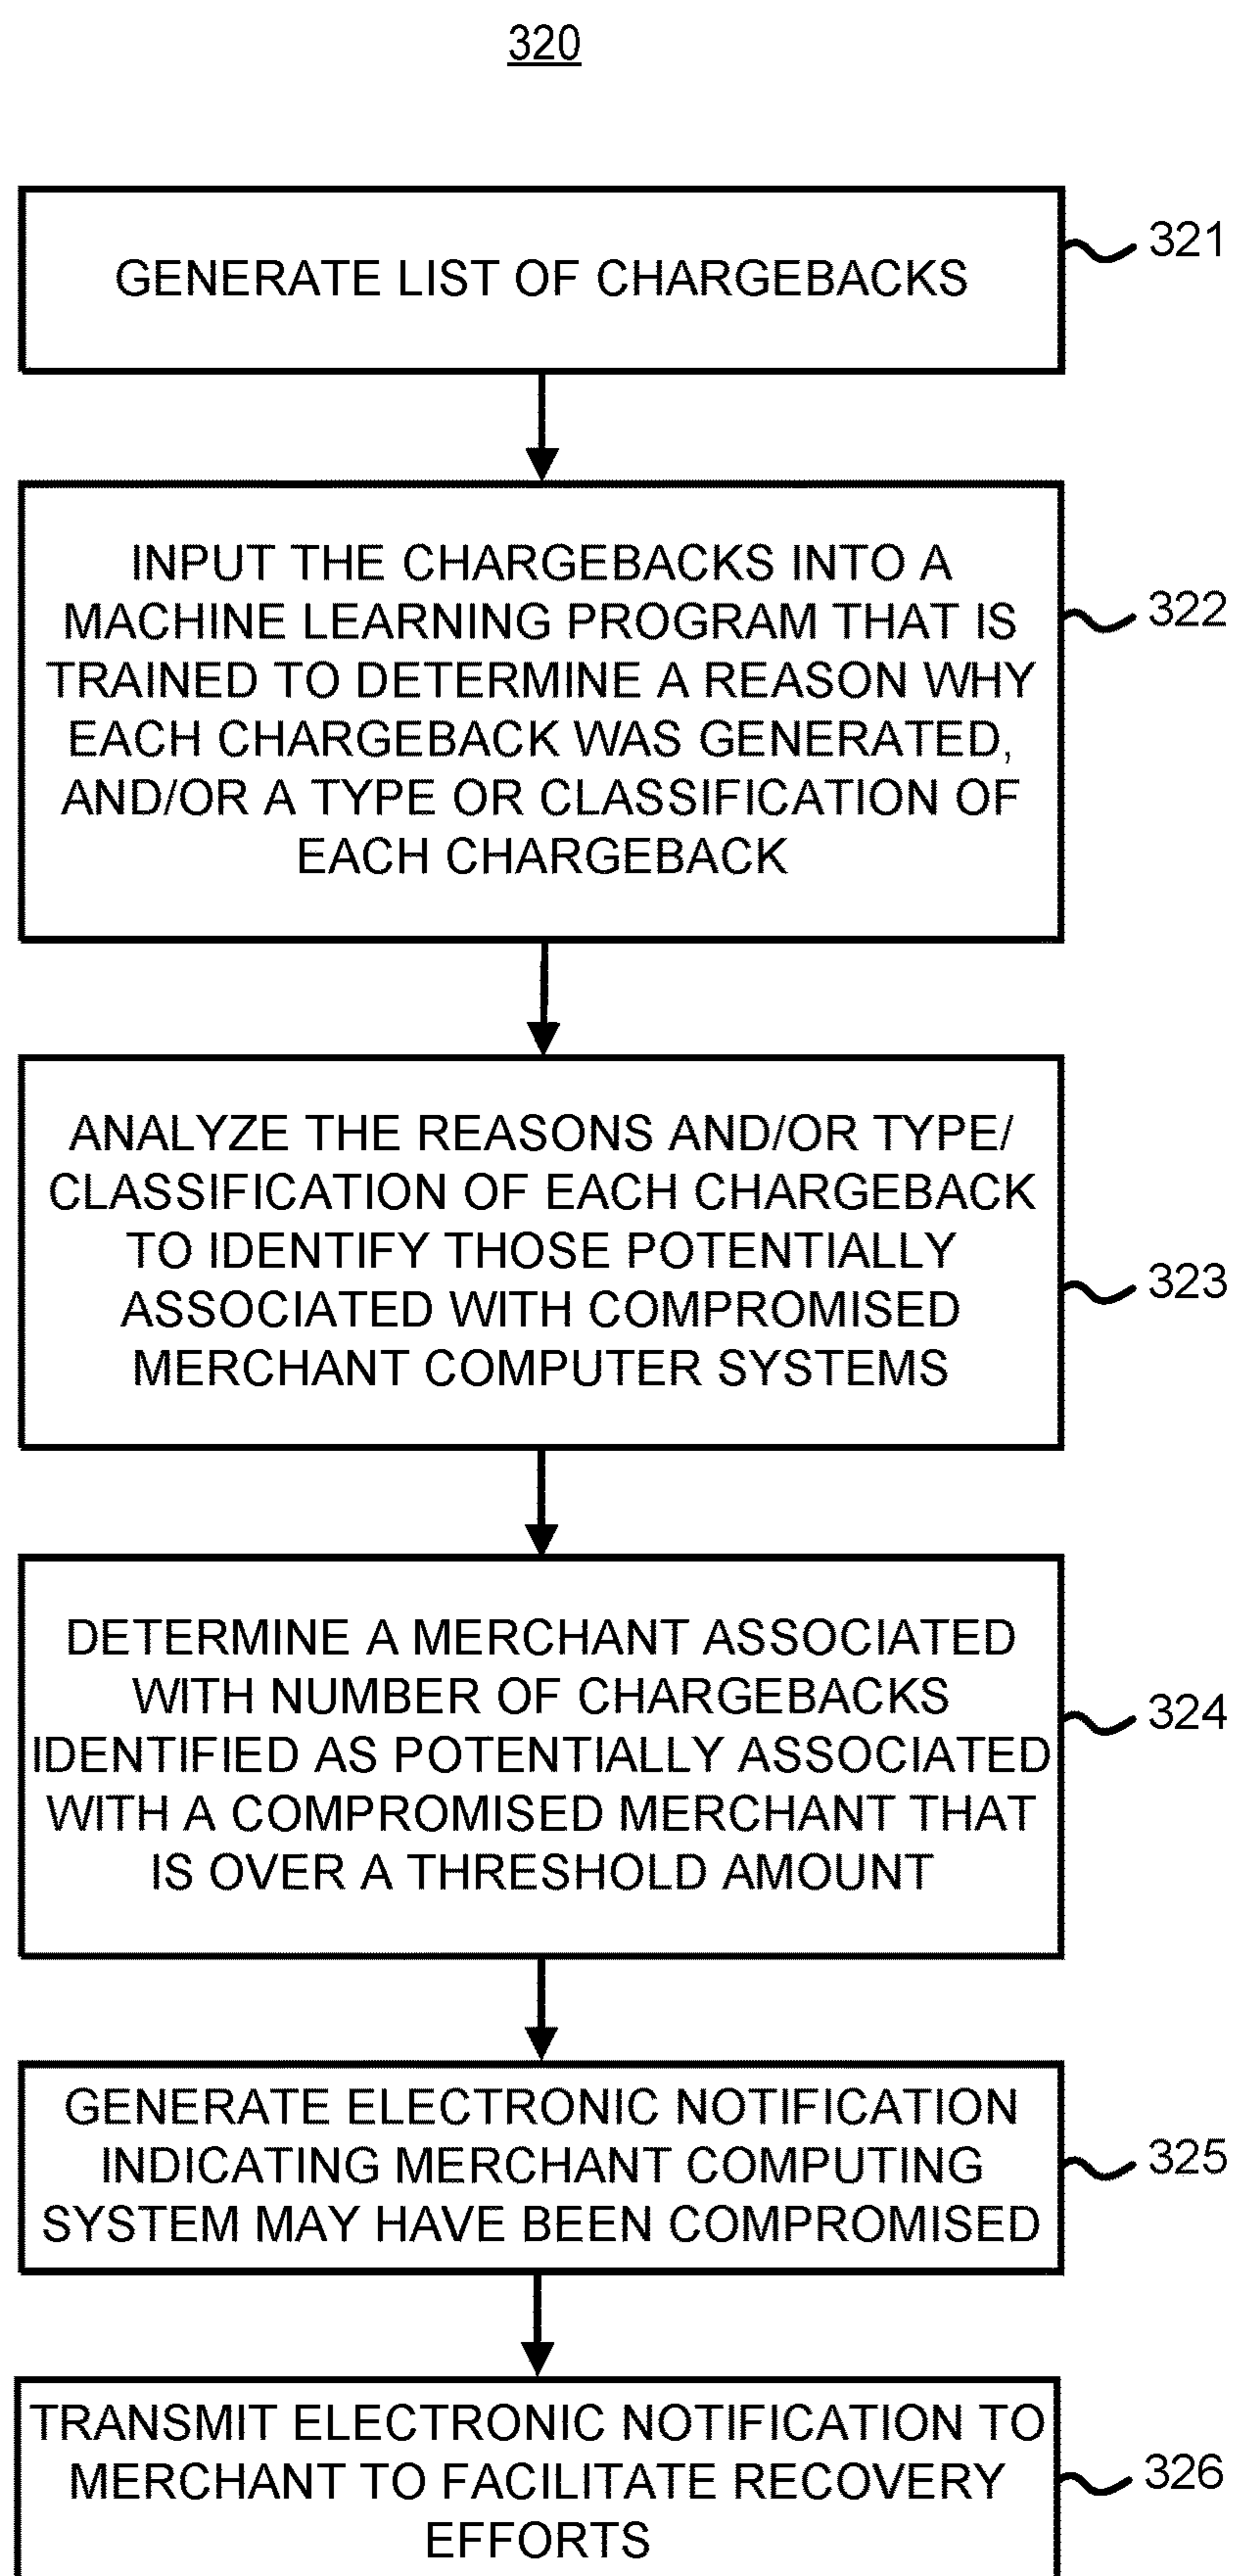 320
GENERATE LIST OF CHARGEBACKS
321
INPUT THE CHARGEBACKS INTO A
MACHINE LEARNING PROGRAM THAT IS
TRAINED TO DETERMINE A REASON WHY
EACH CHARGEBACK WAS GENERATED,
AND/OR A TYPE OR CLASSIFICATION OF
EACH CHARGEBACK
322
ANALYZE THE REASONS AND/OR TYPE/
CLASSIFICATION OF EACH CHARGEBACK
TO IDENTIFY THOSE POTENTIALLY
ASSOCIATED WITH COMPROMISED
MERCHANT COMPUTER SYSTEMS
323
DETERMINE A MERCHANT ASSOCIATED
WITH NUMBER OF CHARGEBACKS
IDENTIFIED AS POTENTIALLY ASSOCIATED
WITH A COMPROMISED MERCHANT THAT
IS OVER A THRESHOLD AMOUNT
324
GENERATE ELECTRONIC NOTIFICATION
INDICATING MERCHANT COMPUTING
SYSTEM MAY HAVE BEEN COMPROMISED
325
TRANSMIT ELECTRONIC NOTIFICATION TO
MERCHANT TO FACILITATE RECOVERY
EFFORTS
326